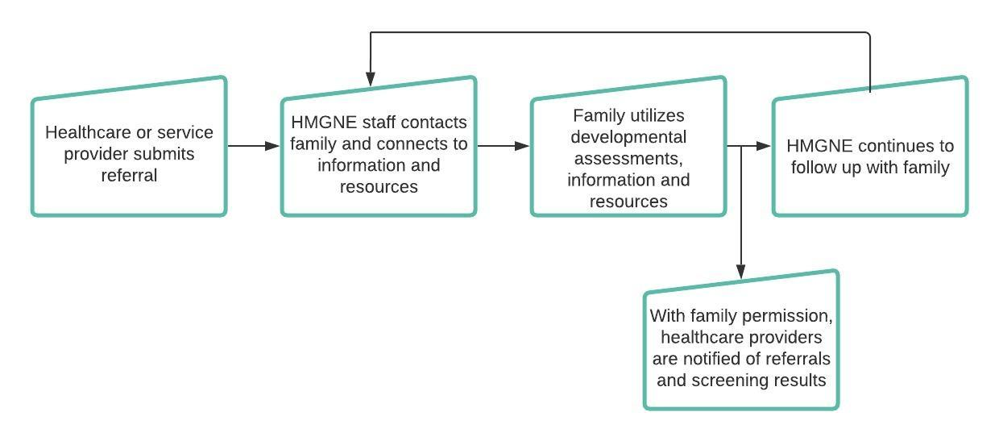 Healthcare or service
provider submits
referral
HMGNE staff contacts
family and connects to
information and
resources
Family utilizes
developmental
assessments,
information and
resources
HMGNE continues to
follow up with family
With family permission,
healthcare providers
are notified of referrals
and screening results